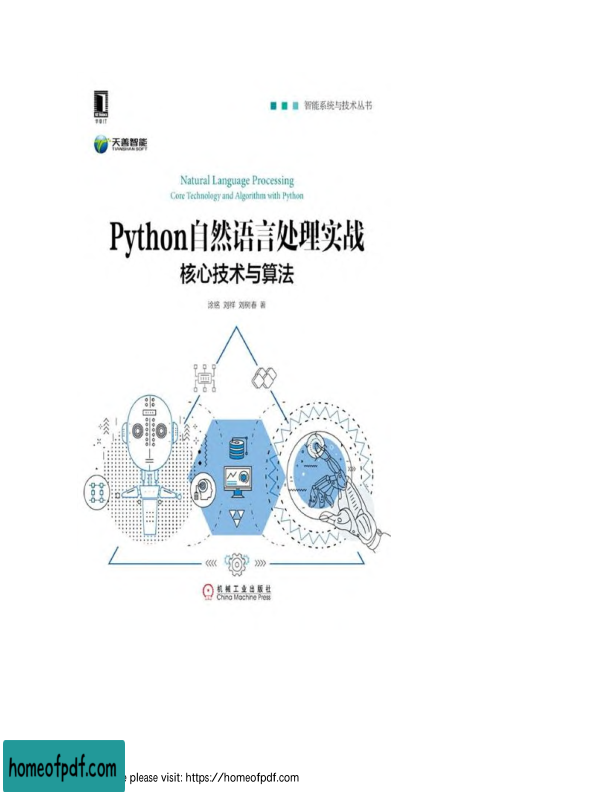 智能系统与技术丛书
华章IT
天善智能
TIANSHAN SOFT
Natural Language Processing
Core Technology and Algorithm with Python
Python自然语言处理实战
核心技术与算法
涂铭 刘祥 刘树春 著
机械工业出版社
China Machine Press
homeofpdf.com
e please visit: https://homeofpdf.com